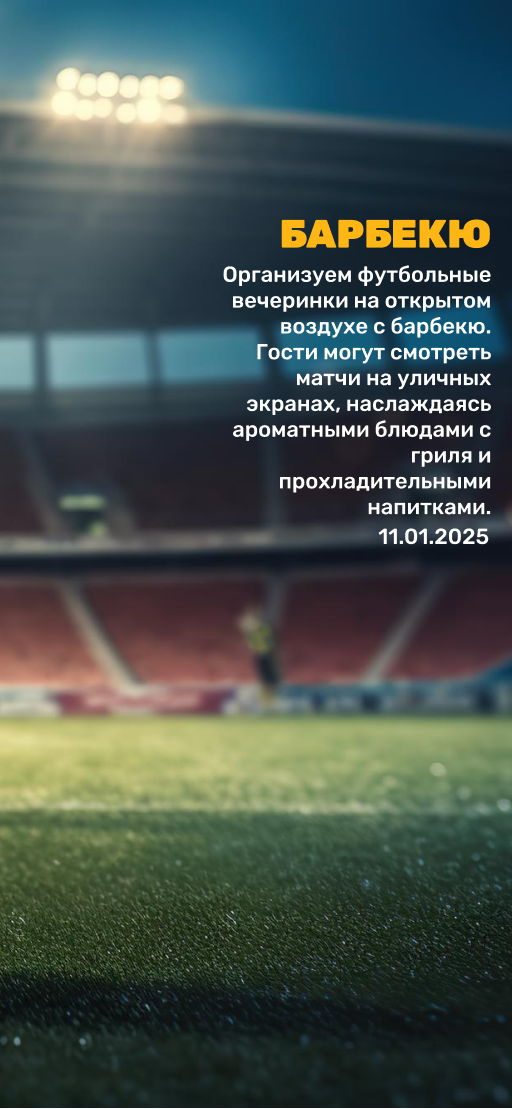 БАРБЕКЮ
Организуем футбольные
вечеринки на открытом
воздухе с барбекю.
Гости могут смотреть
матчи на уличных
экранах, наслаждаясь
ароматными блюдами с
гриля и
прохладительными
напитками.
11.01.2025